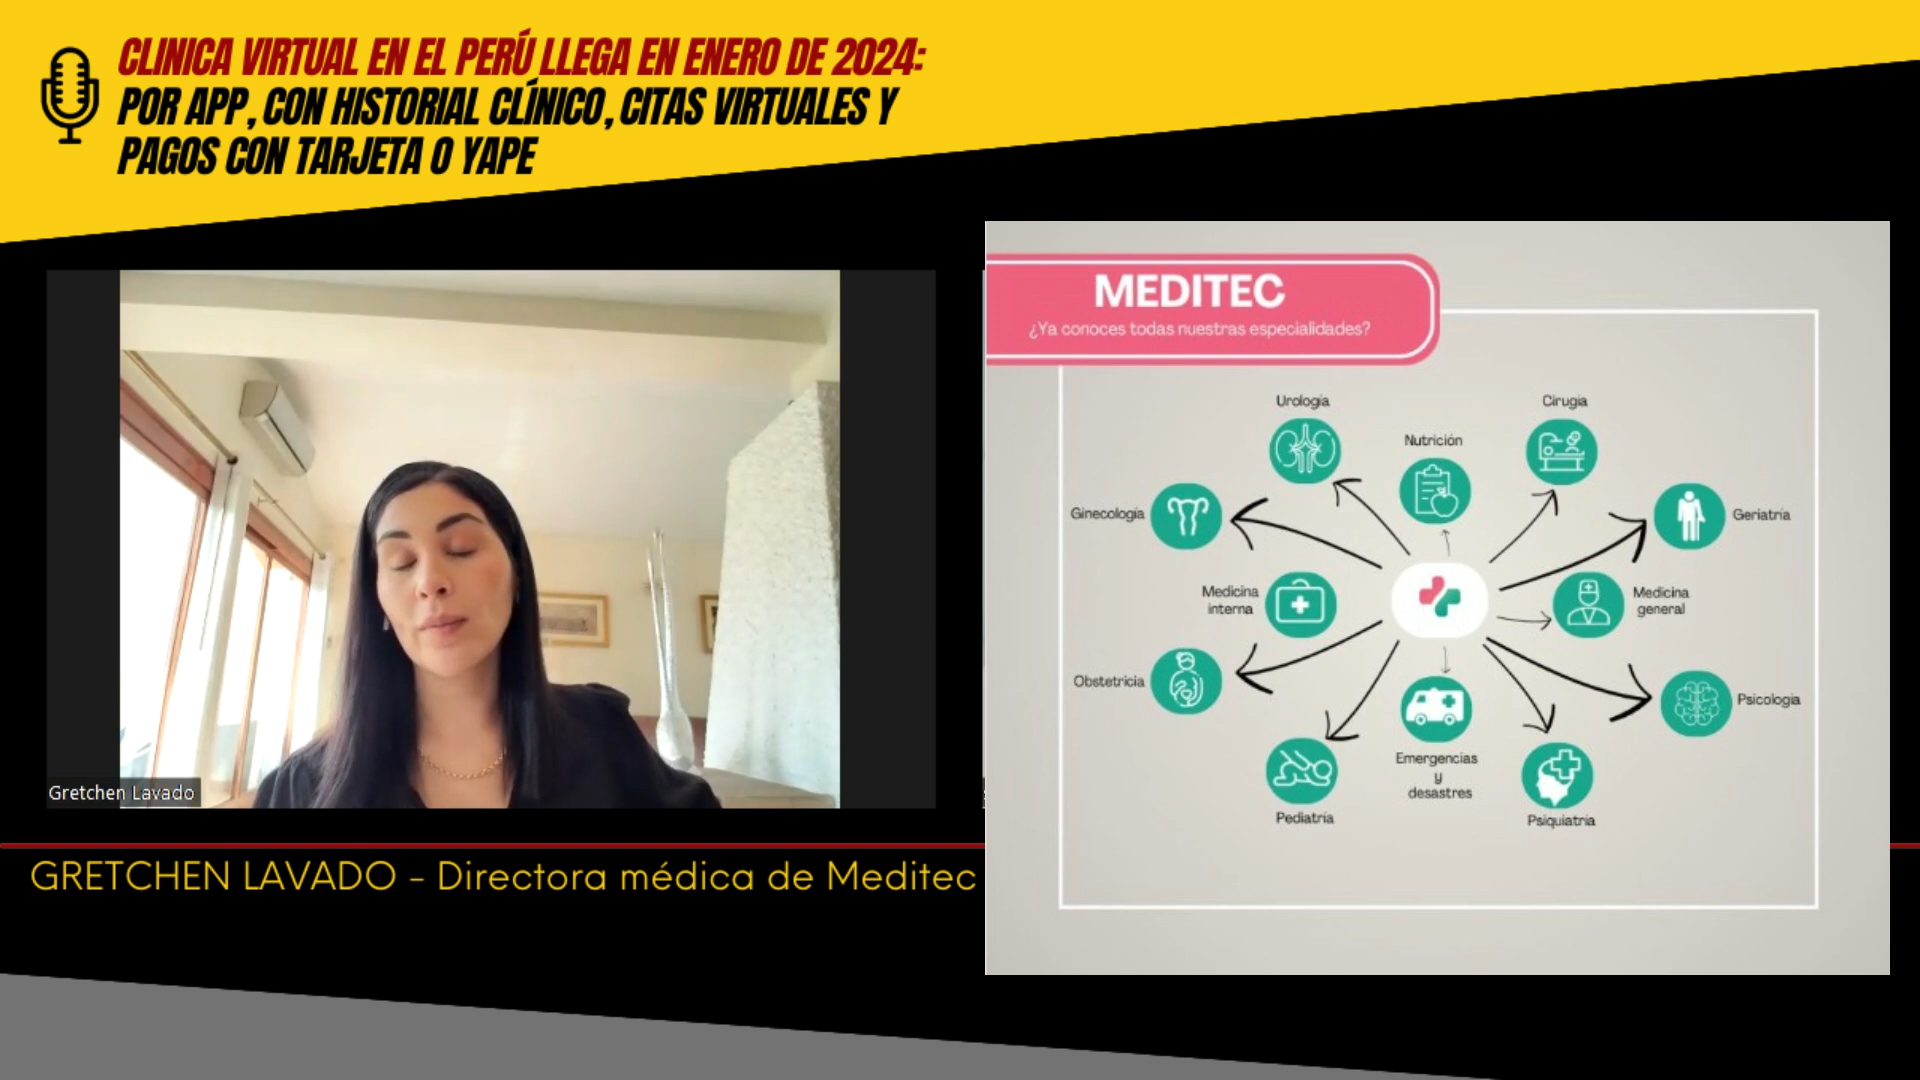 CLINICA VIRTUAL EN EL PERÚ LLEGA EN ENERO DE 2024:
POR APP, CON HISTORIAL CLÍNICO, CITAS VIRTUALES Y
PAGOS CON TARJETA O YAPE
Gretchen Lavado
GRETCHEN LAVADO - Directora médica de Meditec
MEDITEC
¿Ya conoces todas nuestras especialidades?
Urología
Cirugía
Nutrición
Ginecología
Geriatría
Medicina
interna
Medicina
general
Obstetricia
Psicología
Emergencias
y
desastres
Pediatría
Psiquiatría